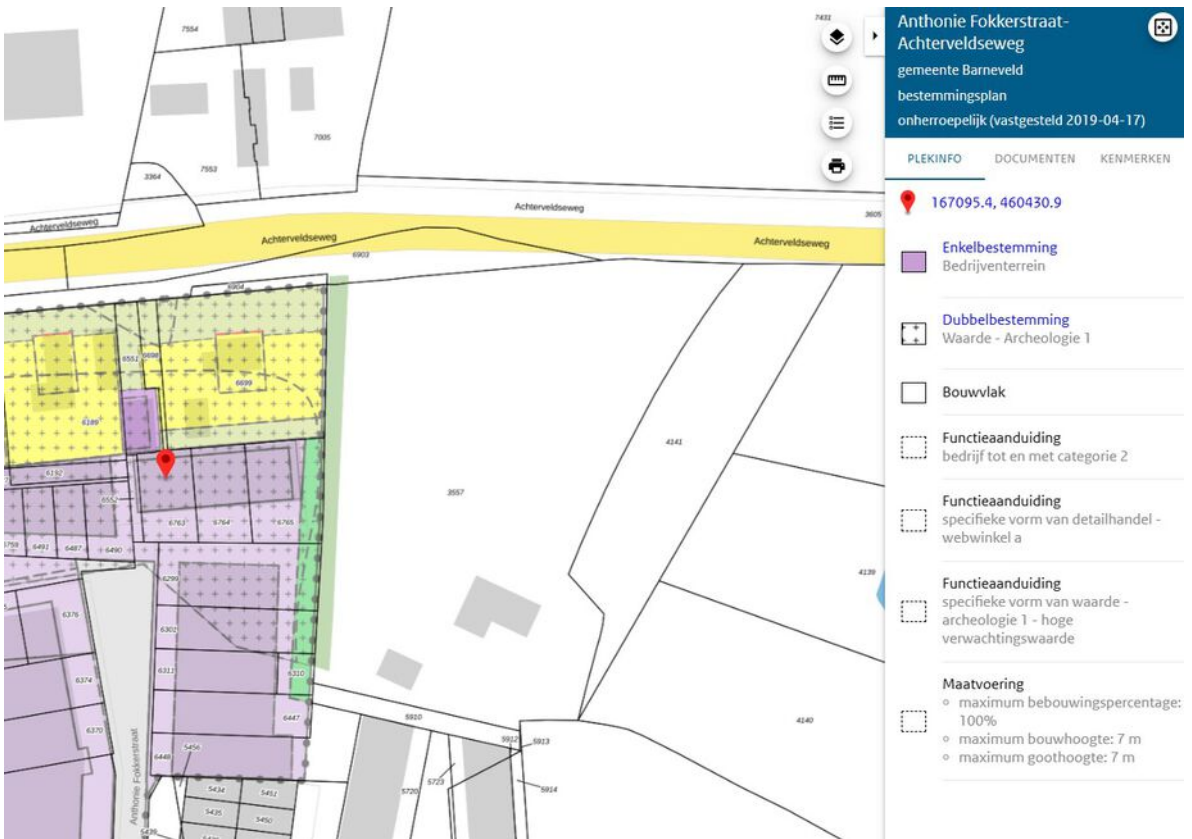 7554
7431
7005
7553
3364
3605
Achterveldseweg
Achterveldseweg
Achterveldseweg
Achterveldseweg
6903
6904
6551
6698
6699
6189
6192
6552
6763
6764
6765
6491
6487
6490
6299
6301
6311
6310
6376
6374
6370
6447
6448
5456
5434
5451
5435
5450
5439
Anthonie Fokkerstraat
3557
4141
4139
4140
5910
5912
5913
5914
5723
5720
Anthonie Fokkerstraat-
Achterveldseweg
gemeente Barneveld
bestemmingsplan
onherroepelijk (vastgesteld 2019-04-17)
PLEKINFO DOCUMENTEN KENMERKEN
167095.4, 460430.9
Enkelbestemming
Bedrijventerrein
Dubbelbestemming
Waarde - Archeologie 1
Bouwvlak
Functieaanduiding
bedrijf tot en met categorie 2
Functieaanduiding
specifieke vorm van detailhandel -
webwinkel a
Functieaanduiding
specifieke vorm van waarde -
archeologie 1 - hoge
verwachtingswaarde
Maatvoering
maximum bebouwingspercentage:
100%
maximum bouwhoogte: 7 m
maximum goothoogte: 7 m